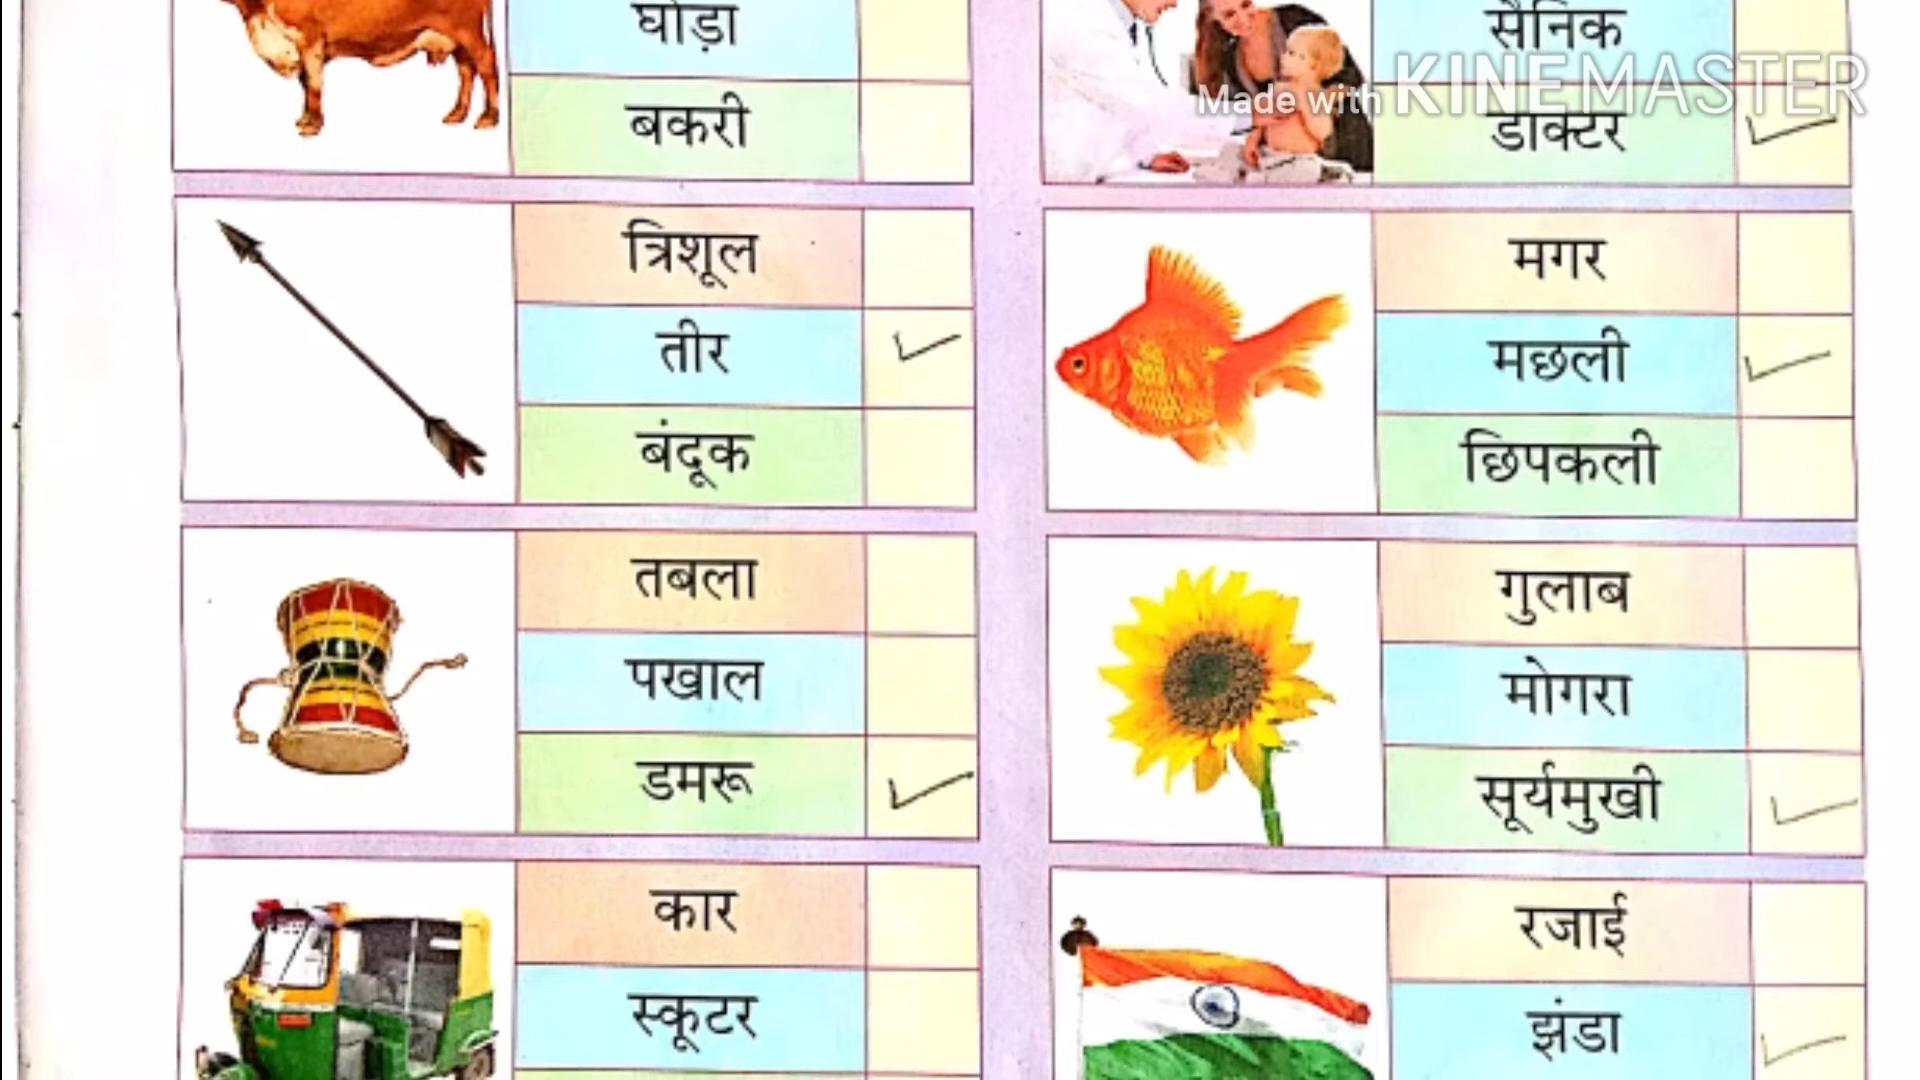 घोड़ा
बकरी
सैनिक
डाक्टर
Made with KINEMASTER
त्रिशूल
तीर
बंदूक
मगर
मछली
छिपकली
तबला
पखाल
डमरू
गुलाब
मोगरा
सूर्यमुखी
कार
स्कूटर
रजाई
झंडा